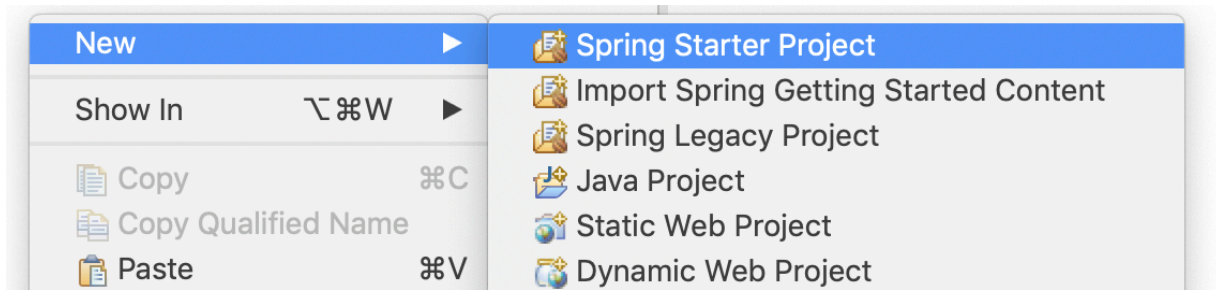 New ▶
Show In ⌥⌘W ▶
Copy ⌘C
Copy Qualified Name
Paste ⌘V
Spring Starter Project
Import Spring Getting Started Content
Spring Legacy Project
Java Project
Static Web Project
Dynamic Web Project